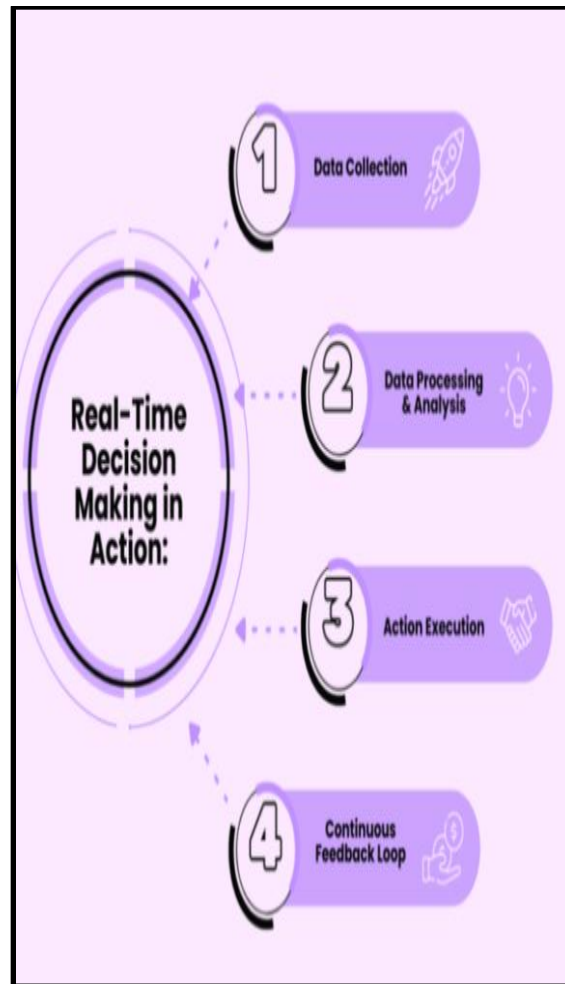 Real-Time
Decision
Making in
Action:
1
Data Collection
2
Data Processing
& Analysis
3
Action Execution
4
Continuous
Feedback Loop
$